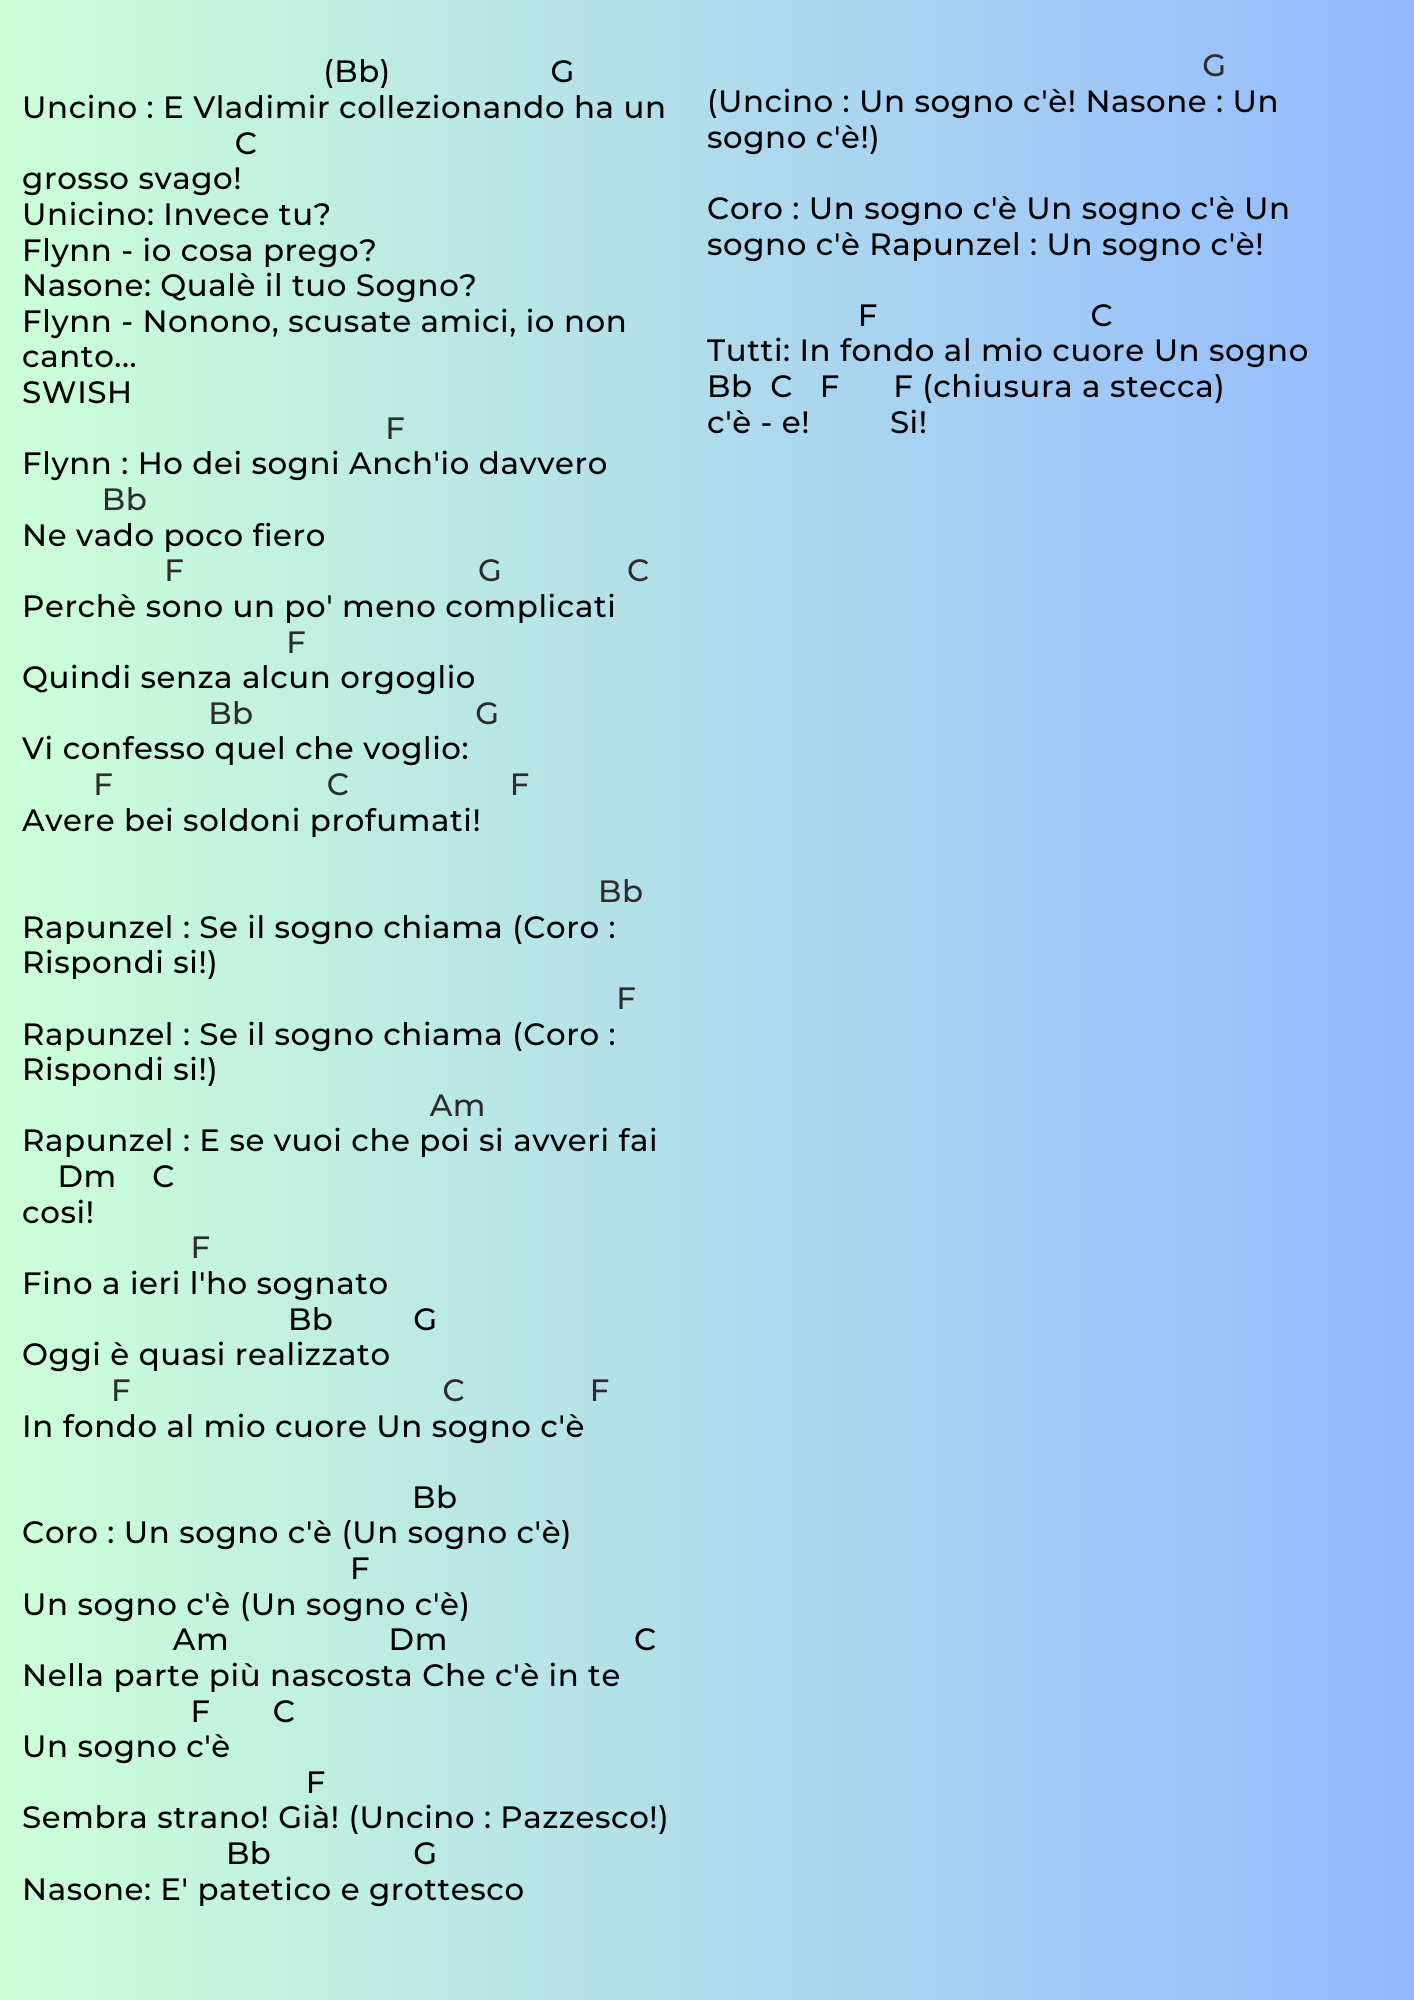 (Bb) G
Uncino : E Vladimir collezionando ha un
C
grosso svago!
Unicino: Invece tu?
Flynn - io cosa prego?
Nasone: Qualè il tuo Sogno?
Flynn - Nonono, scusate amici, io non
canto...
SWISH
F
Flynn : Ho dei sogni Anch'io davvero
Bb
Ne vado poco fiero
F G C
Perchè sono un po' meno complicati
F
Quindi senza alcun orgoglio
Bb G
Vi confesso quel che voglio:
F C F
Avere bei soldoni profumati!
Bb
Rapunzel : Se il sogno chiama (Coro :
Rispondi si!)
F
Rapunzel : Se il sogno chiama (Coro :
Rispondi si!)
Am
Rapunzel : E se vuoi che poi si avveri fai
Dm C
cosi!
F
Fino a ieri l'ho sognato
Bb G
Oggi è quasi realizzato
F C F
In fondo al mio cuore Un sogno c'è
Bb
Coro : Un sogno c'è (Un sogno c'è)
F
Un sogno c'è (Un sogno c'è)
Am Dm C
Nella parte più nascosta Che c'è in te
F C
Un sogno c'è
F
Sembra strano! Già! (Uncino : Pazzesco!)
Bb G
Nasone: E' patetico e grottesco
G
(Uncino : Un sogno c'è! Nasone : Un
sogno c'è!)
Coro : Un sogno c'è Un sogno c'è Un
sogno c'è Rapunzel : Un sogno c'è!
F C
Tutti: In fondo al mio cuore Un sogno
Bb C F F (chiusura a stecca)
c'è - e! Si!